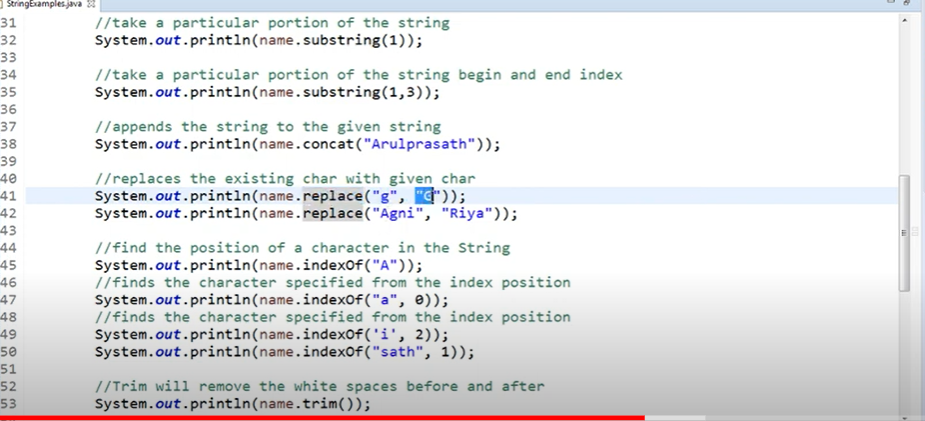 StringExamples.java
31 //take a particular portion of the string
32 System.out.println(name.substring(1));
33
34 //take a particular portion of the string begin and end index
35 System.out.println(name.substring(1,3));
36
37 //appends the string to the given string
38 System.out.println(name.concat("Arulprasath"));
39
40 //replaces the existing char with given char
41 System.out.println(name.replace("g", "G"));
42 System.out.println(name.replace("Agni", "Riya"));
43
44 //find the position of a character in the String
45 System.out.println(name.indexOf("A"));
46 //finds the character specified from the index position
47 System.out.println(name.indexOf("a", 0));
48 //finds the character specified from the index position
49 System.out.println(name.indexOf('i', 2));
50 System.out.println(name.indexOf("sath", 1));
51
52 //Trim will remove the white spaces before and after
53 System.out.println(name.trim());